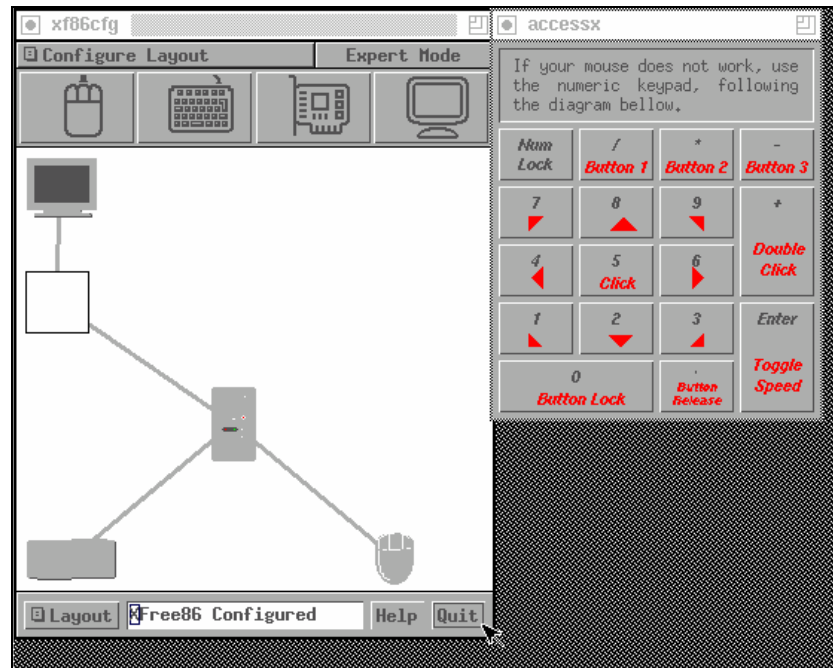 xf86cfg
Configure Layout
Expert Mode
Layout
XFree86 Configured
Help
Quit
accessx
If your mouse does not work, use
the numeric keypad, following
the diagram bellow.
Num
Lock
/
Button 1
*
Button 2
-
Button 3
7
8
9
+
Double
Click
4
5
Click
6
1
2
3
Enter
Toggle
Speed
0
Button Lock
.
Button
Release